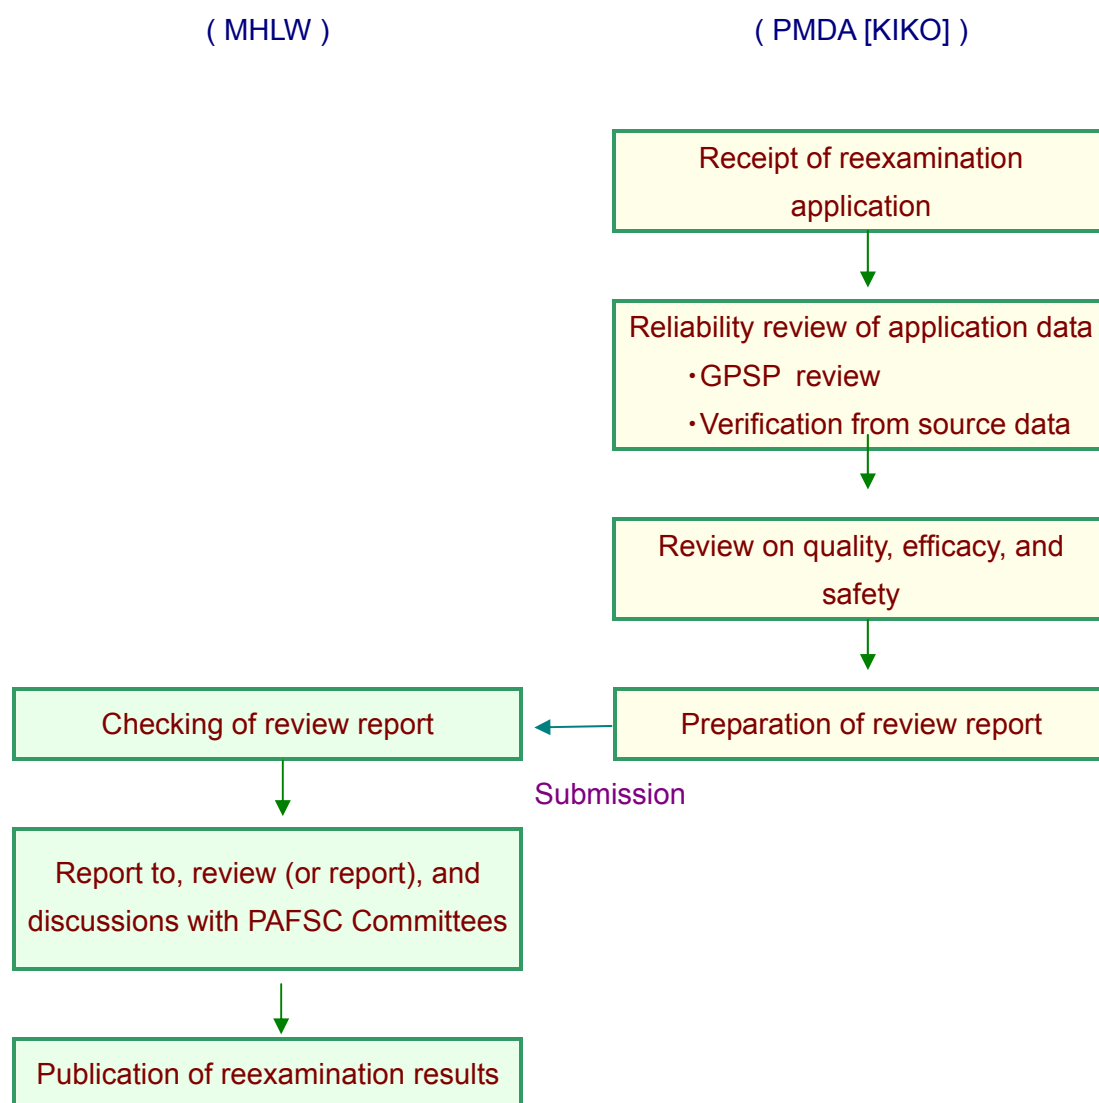 ( MHLW )
( PMDA [KIKO] )
Receipt of reexamination
application
Reliability review of application data
・GPSP  review
・Verification from source data
Review on quality, efficacy, and
safety
Checking of review report
Preparation of review report
Submission
Report to, review (or report), and
discussions with PAFSC Committees
Publication of reexamination results